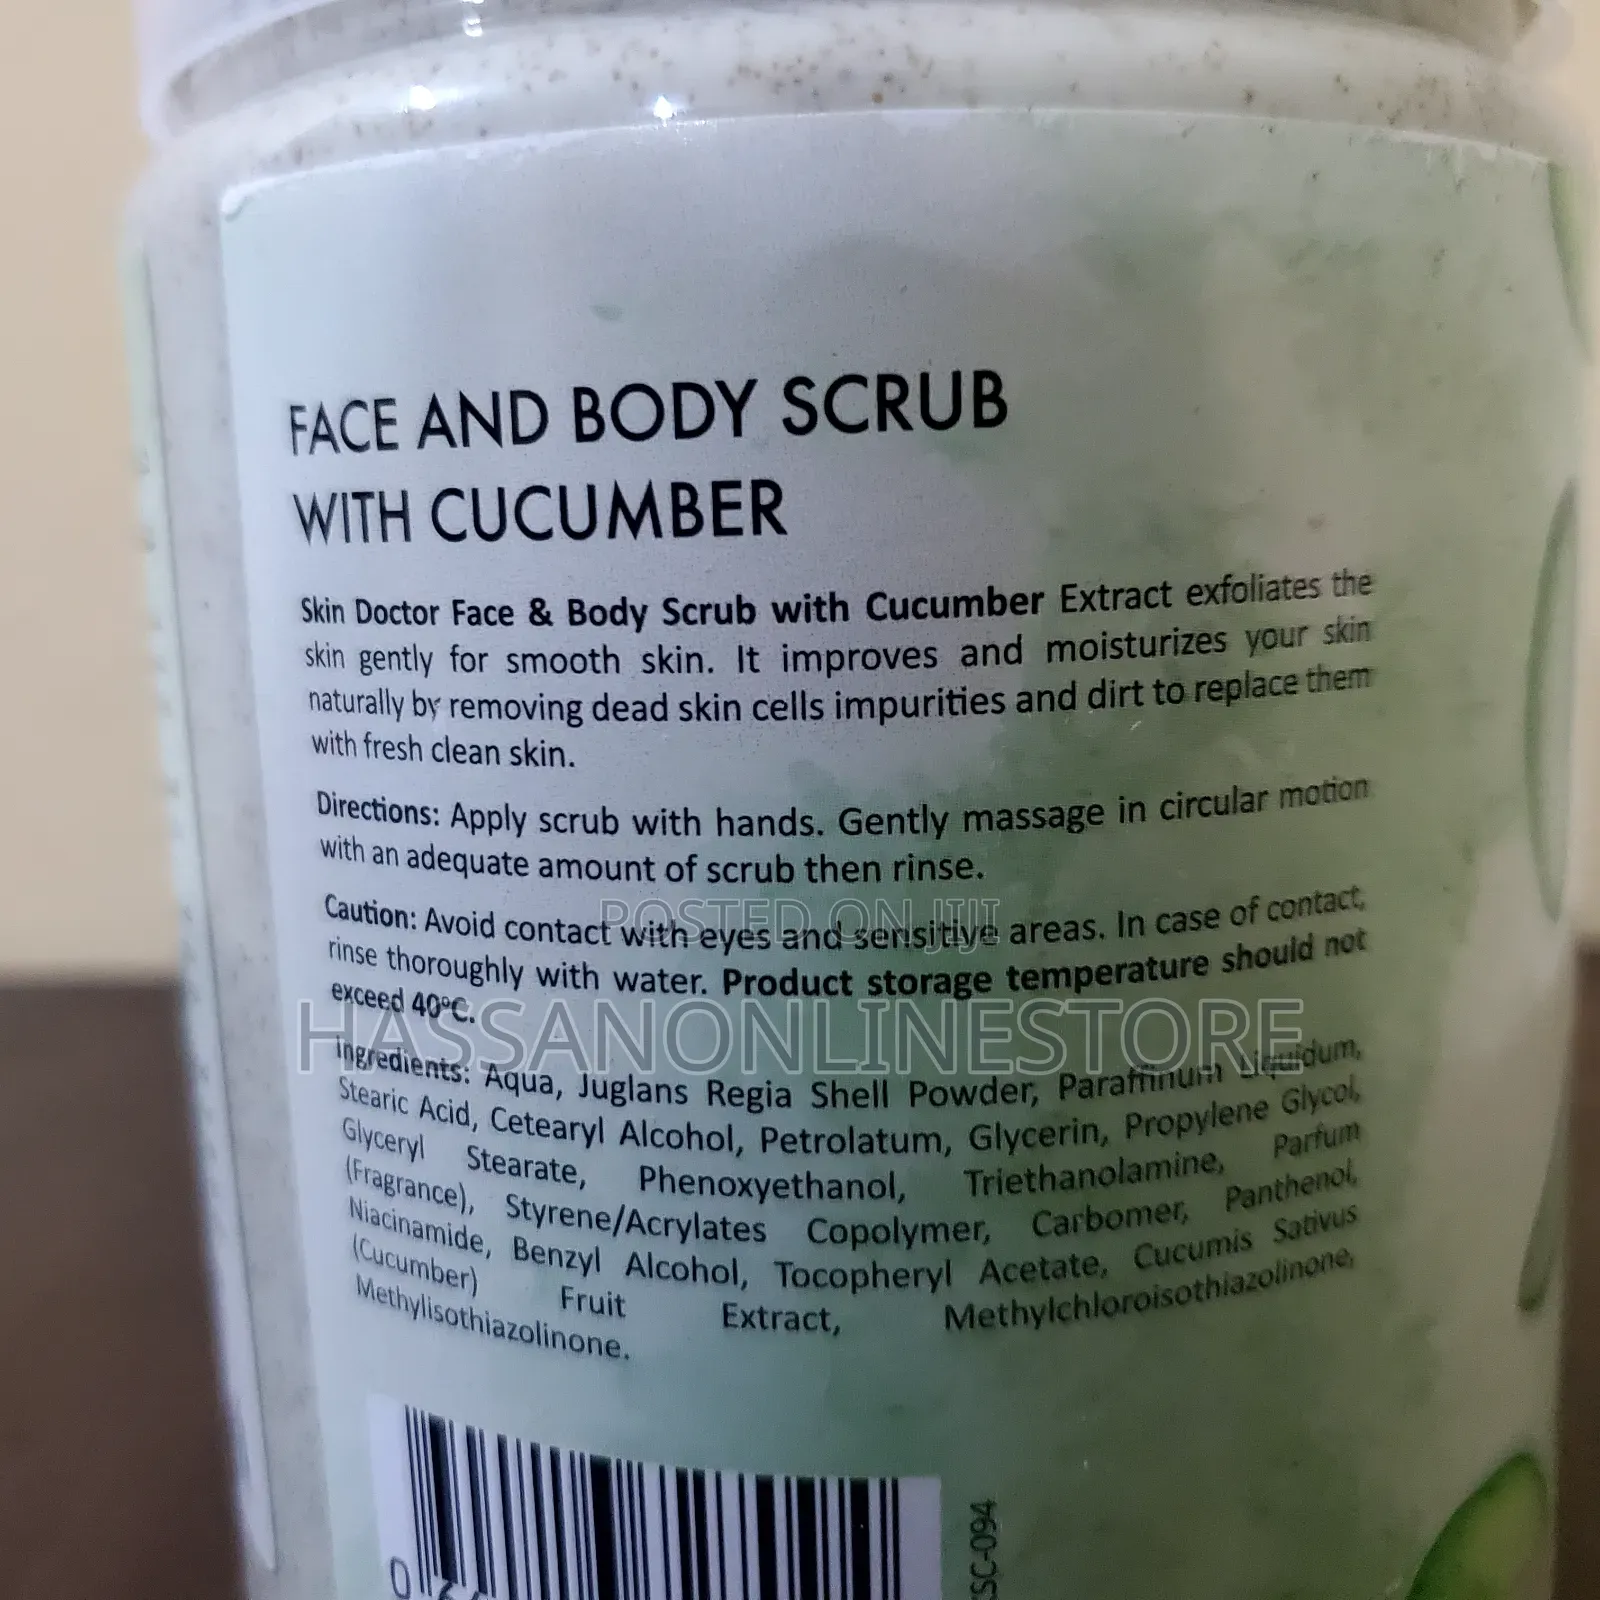 FACE AND BODY SCRUB
WITH CUCUMBER
Skin Doctor Face & Body Scrub with Cucumber Extract exfoliates the
skin gently for smooth skin. It improves and moisturizes your skin
naturally by removing dead skin cells impurities and dirt to replace them
with fresh clean skin.
Directions: Apply scrub with hands. Gently massage in circular motion
with an adequate amount of scrub then rinse.
Caution: Avoid contact with eyes and sensitive areas. In case of contact,
rinse thoroughly with water. Product storage temperature should not
exceed 40ºC.
POSTED ON JIJI
HASSANONLINESTORE
Ingredients: Aqua, Juglans Regia Shell Powder, Paraffinum Liquidum,
Stearic Acid, Cetearyl Alcohol, Petrolatum, Glycerin, Propylene Glycol,
Glyceryl Stearate, Phenoxyethanol, Triethanolamine, Parfum
(Fragrance), Styrene/Acrylates Copolymer, Carbomer, Panthenol,
Niacinamide, Benzyl Alcohol, Tocopheryl Acetate, Cucumis Sativus
(Cucumber) Fruit Extract, Methylchloroisothiazolinone,
Methylisothiazolinone.
0
SC-094